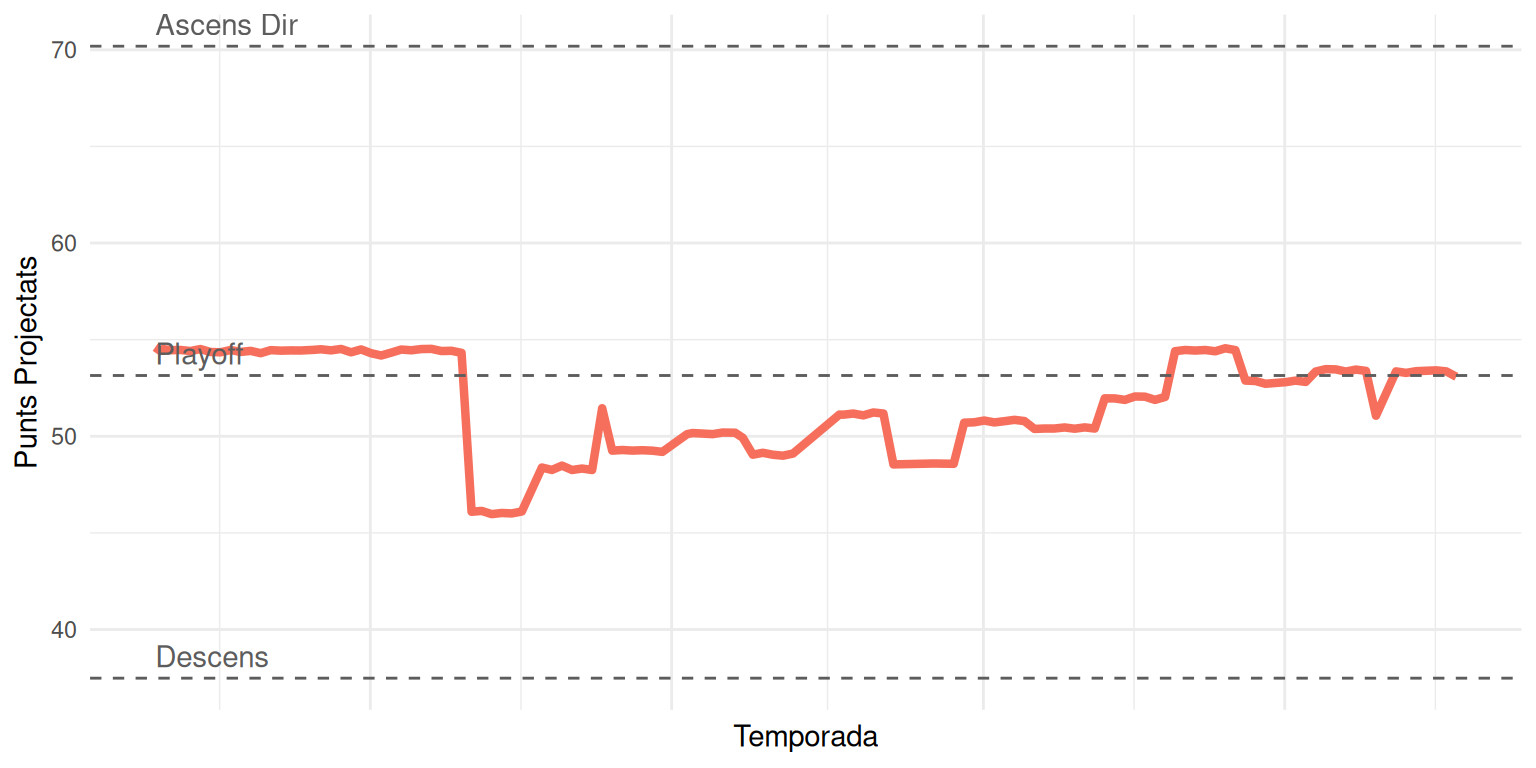 Ascens Dir
70
60
Playoff
50
40
Descens
Punts Projectats
Temporada